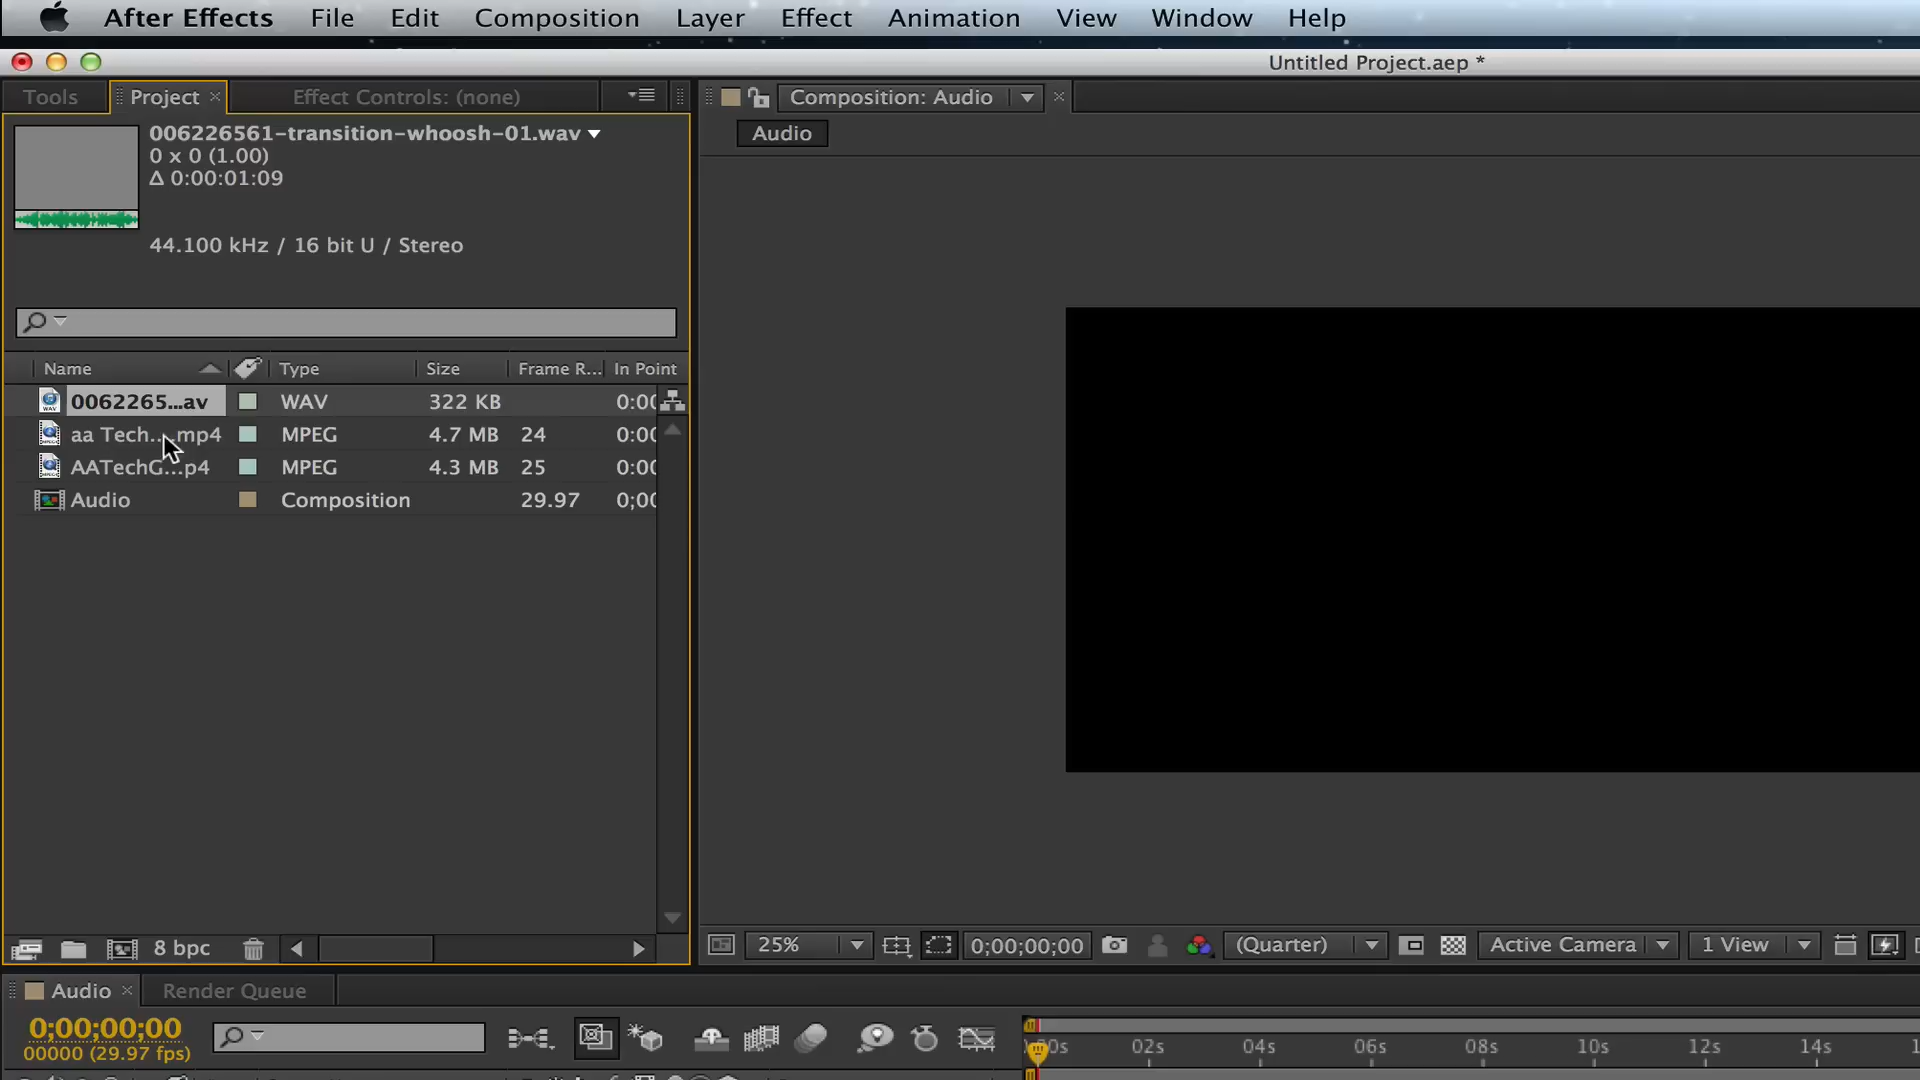 After Effects File Edit Composition Layer Effect Animation View Window Help
Untitled Project.aep *
Tools Project × Effect Controls: (none)
Composition: Audio ×
Audio
006226561-transition-whoosh-01.wav
0 x 0 (1.00)
Δ 0:00:01:09
44.100 kHz / 16 bit U / Stereo
Name Type Size Frame R... In Point
0062265...av WAV 322 KB 0:00
aa Tech....mp4 MPEG 4.7 MB 24 0:00
AATechG...p4 MPEG 4.3 MB 25 0:00
Audio Composition 29.97 0;00
8 bpc
25% 0;00;00;00 (Quarter) Active Camera 1 View
Audio × Render Queue
0;00;00;00
00000 (29.97 fps)
00s 02s 04s 06s 08s 10s 12s 14s